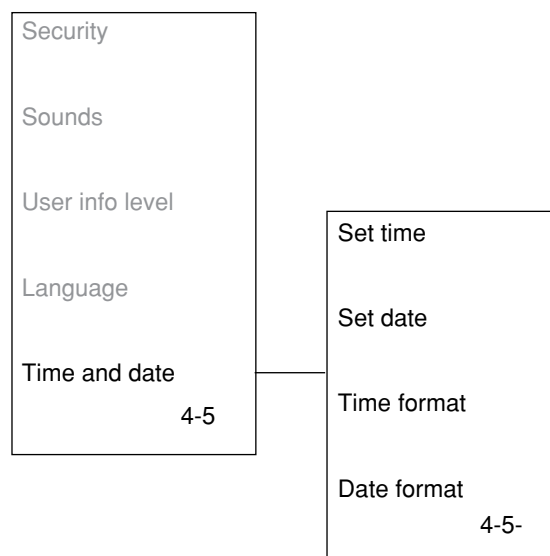 Security
Sounds
User info level
Language
Time and date
4-5
Set time
Set date
Time format
Date format
4-5-